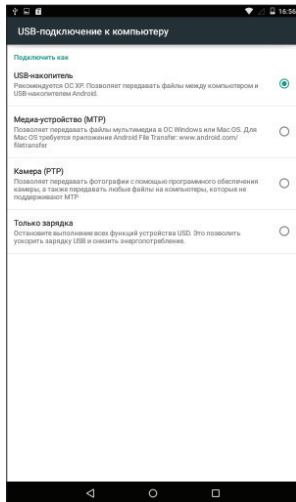 16:56
USB-подключение к компьютеру
Подключить как
USB-накопитель
Рекомендуется ОС XP. Позволяет передавать файлы между компьютером и
USB-накопителем Android.
Медиа-устройство (MTP)
Позволяет передавать файлы мультимедиа в ОС Windows или Mac OS. Для
Mac OS требуется приложение Android File Transfer: www.android.com/
filetransfer
Камера (PTP)
Позволяет передавать фотографии с помощью программного обеспечения
камеры, а также передавать любые файлы на компьютеры, которые не
поддерживают MTP
Только зарядка
Остановите выполнение всех функций устройства USD. Это позволить
ускорить зарядку USB и снизить энергопотребление.